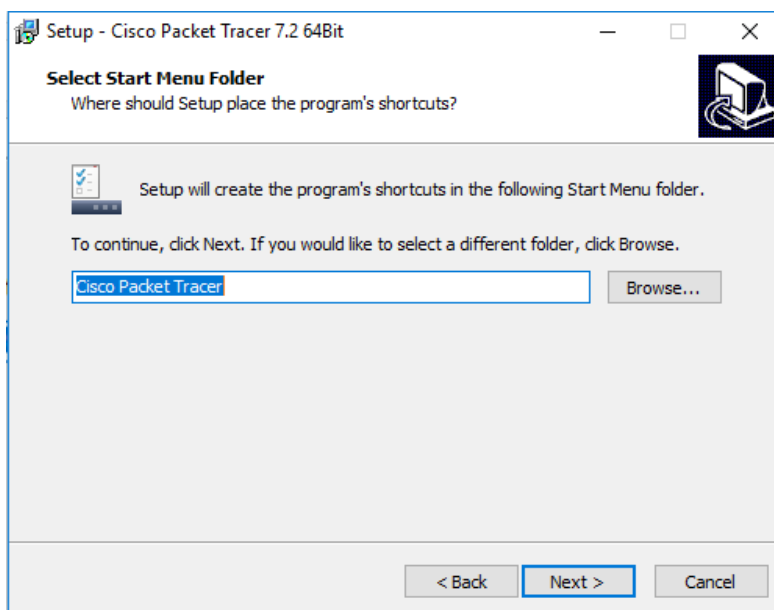 Setup - Cisco Packet Tracer 7.2 64Bit
Select Start Menu Folder
Where should Setup place the program's shortcuts?
Setup will create the program's shortcuts in the following Start Menu folder.
To continue, click Next. If you would like to select a different folder, click Browse.
Cisco Packet Tracer
Browse...
< Back
Next >
Cancel